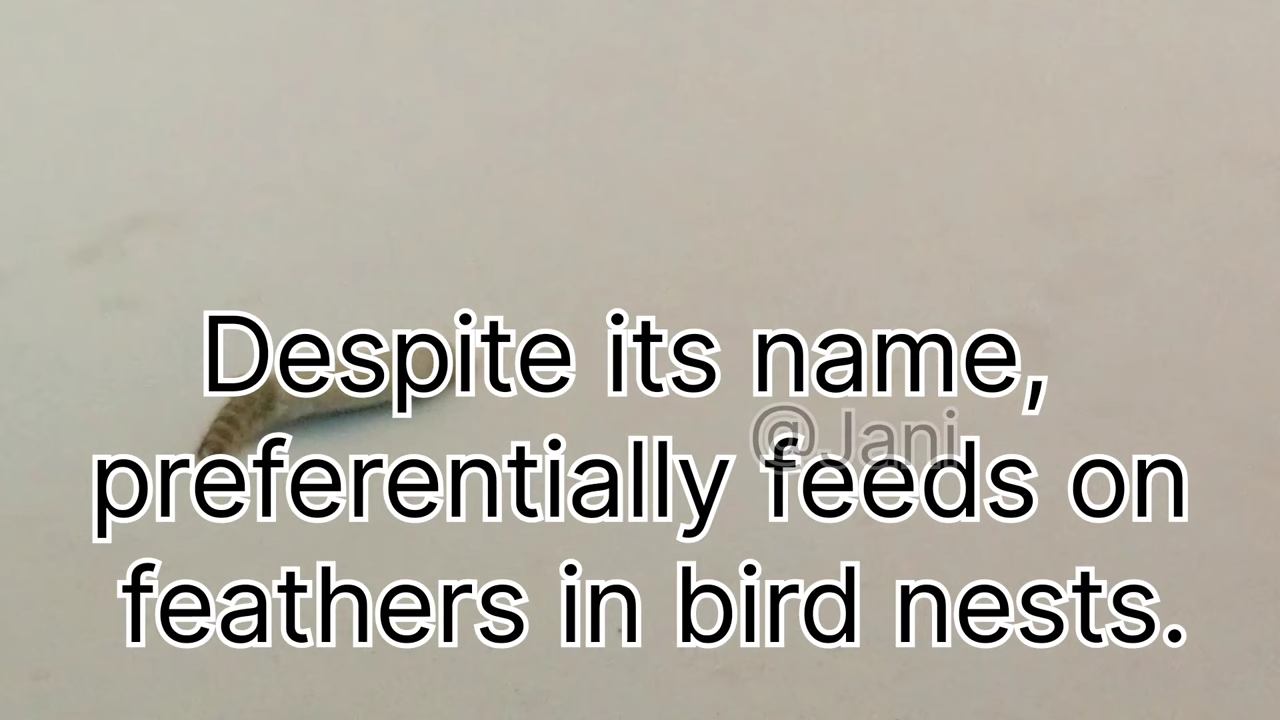 Despite its name,
@Jani
preferentially feeds on
feathers in bird nests.